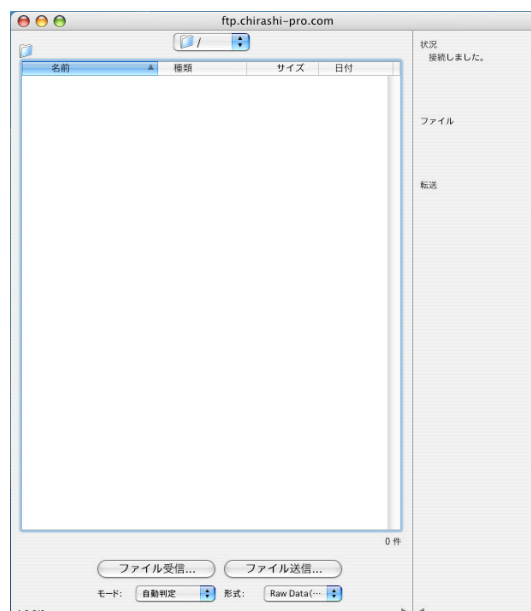 ftp.chirashi-pro.com
/
状況
接続しました。
名前 種類 サイズ 日付
ファイル
転送
0 件
ファイル受信... ファイル送信...
モード: 自動判定 形式: Raw Data(…